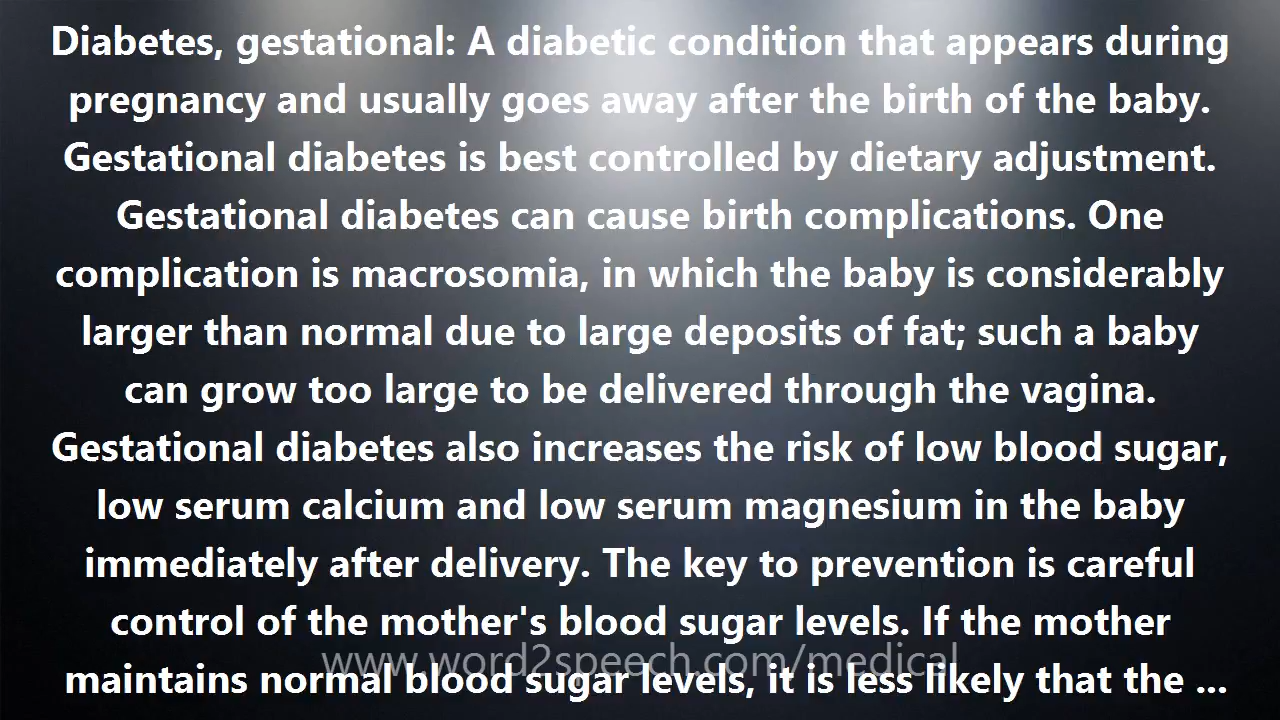 Diabetes, gestational: A diabetic condition that appears during
pregnancy and usually goes away after the birth of the baby.
Gestational diabetes is best controlled by dietary adjustment.
Gestational diabetes can cause birth complications. One
complication is macrosomia, in which the baby is considerably
larger than normal due to large deposits of fat; such a baby
can grow too large to be delivered through the vagina.
Gestational diabetes also increases the risk of low blood sugar,
low serum calcium and low serum magnesium in the baby
immediately after delivery. The key to prevention is careful
control of the mother's blood sugar levels. If the mother
www.word2speech.com/medical
maintains normal blood sugar levels, it is less likely that the ...